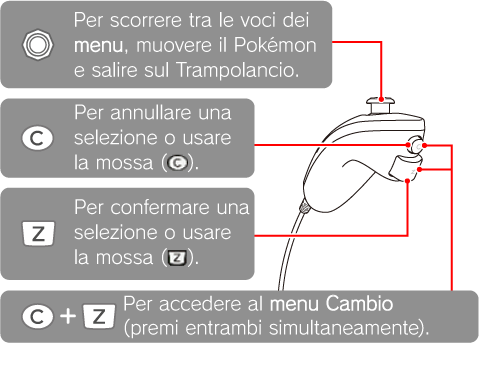 Per scorrere tra le voci dei
menu, muovere il Pokémon
e salire sul Trampolancio.
C Per annullare una
selezione o usare
la mossa (C).
Z Per confermare una
selezione o usare
la mossa (Z).
C + Z Per accedere al menu Cambio
(premi entrambi simultaneamente).